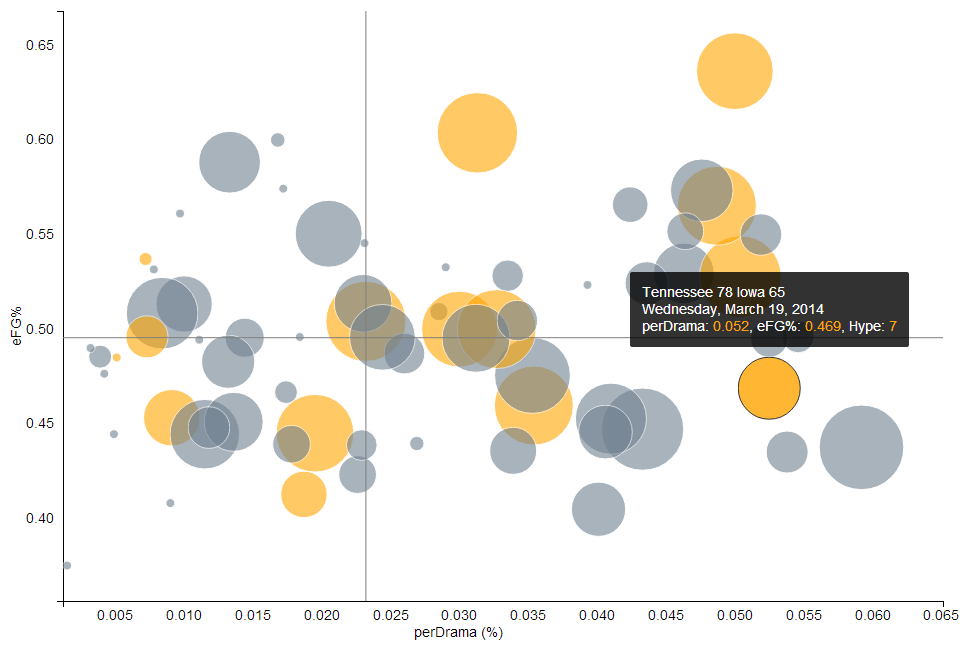 0.65
0.60
0.55
0.50
0.45
0.40
eFG%
Tennessee 78 Iowa 65
Wednesday, March 19, 2014
perDrama: 0.052, eFG%: 0.469, Hype: 7
0.005 0.010 0.015 0.020 0.025 0.030 0.035 0.040 0.045 0.050 0.055 0.060 0.065
perDrama (%)